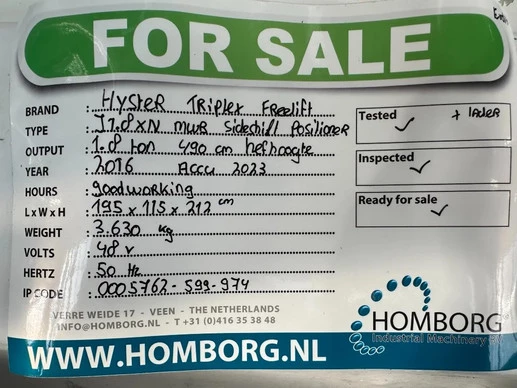 FOR SALE
BRAND : HYSTER TRIPLEX FREELIFT
TYPE : J1.8XN MWR Sideshift Positioner
OUTPUT : 1.8 ton 490 cm hefhoogte
YEAR : 2016 Accu 2023
HOURS : goodworking
L x W x H : 195 x 115 x 212 cm
WEIGHT : 3.630 kg
VOLTS : 48 v
HERTZ : 50 Hz
IP CODE : 0005762-599-974
Tested ✓ + lader
Inspected ✓
Ready for sale ✓
VERRE WEIDE 17 - VEEN - THE NETHERLANDS
INFO@HOMBORG.NL - T +31 (0)416 35 38 48
HOMBORG
Industrial Machinery
WWW.HOMBORG.NL